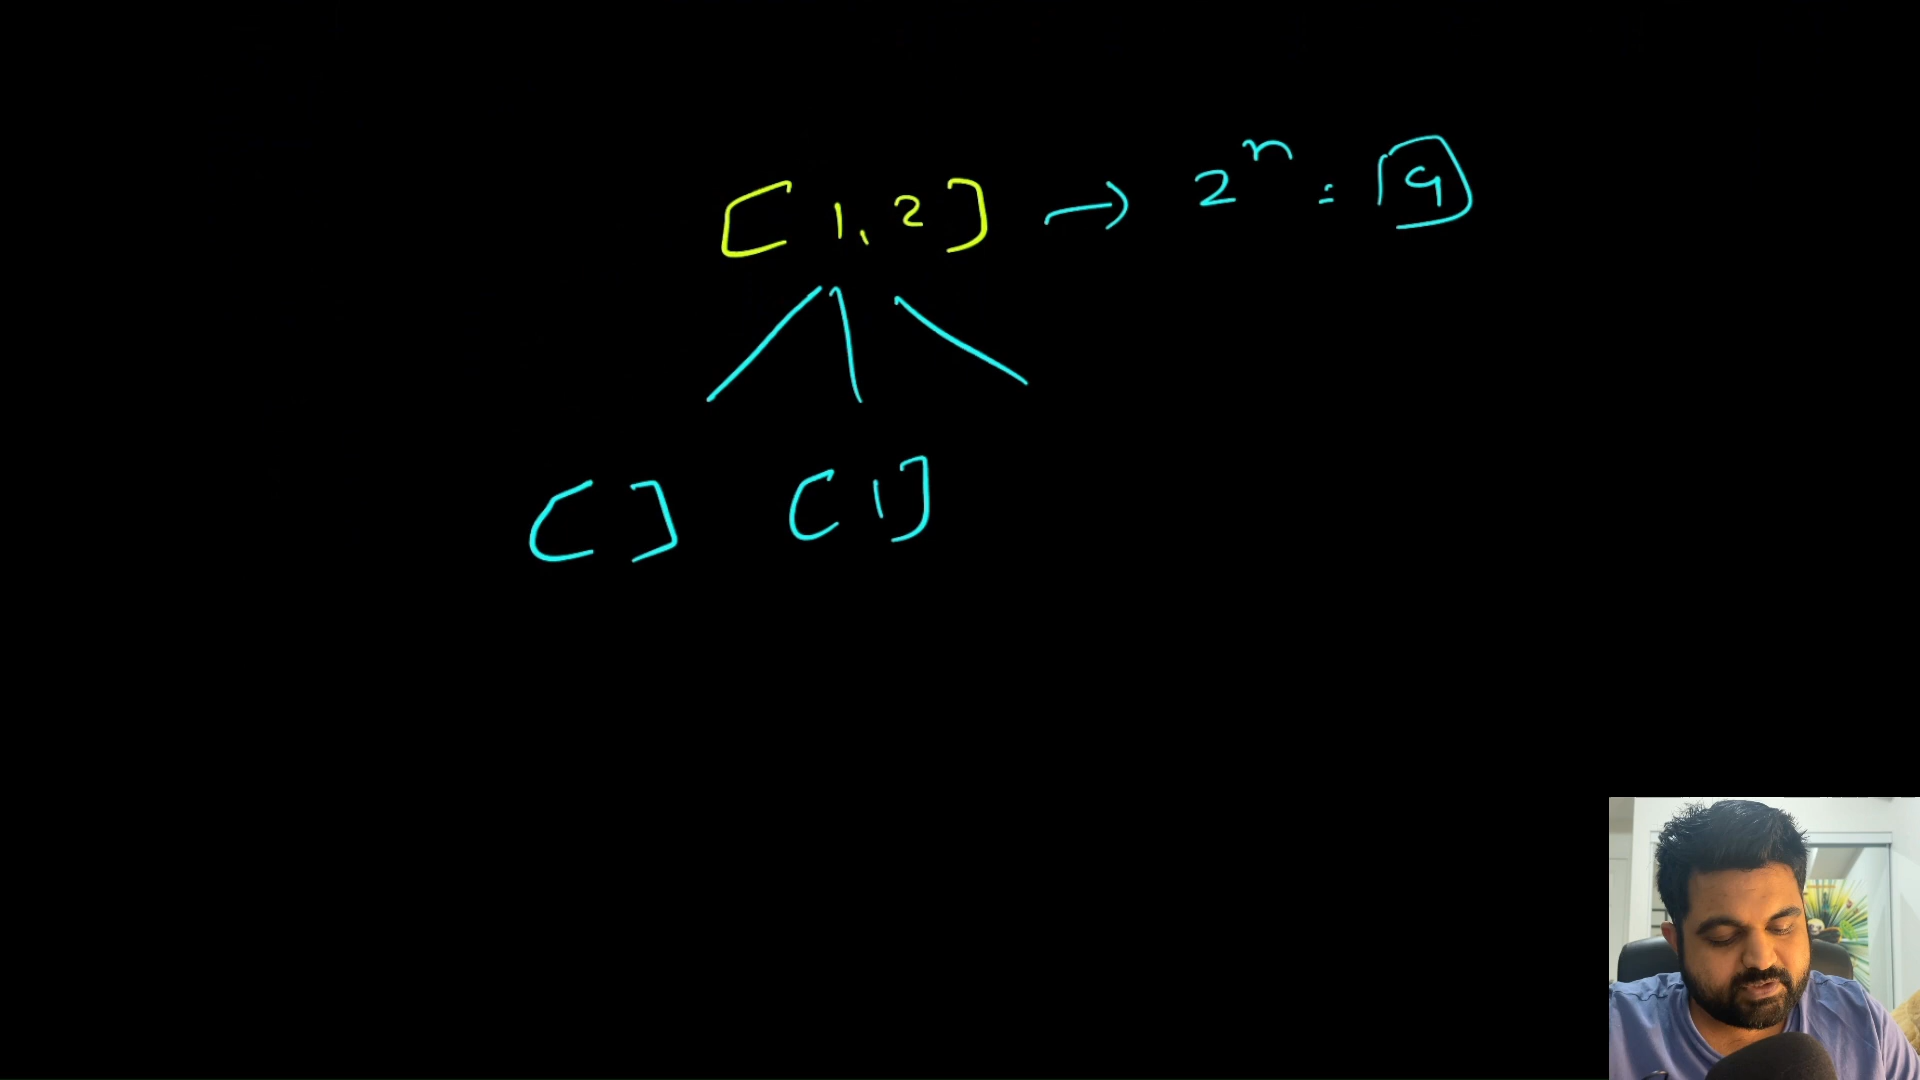 [ 1, 2 ] → 2^n = 4
[ ] [ 1 ]